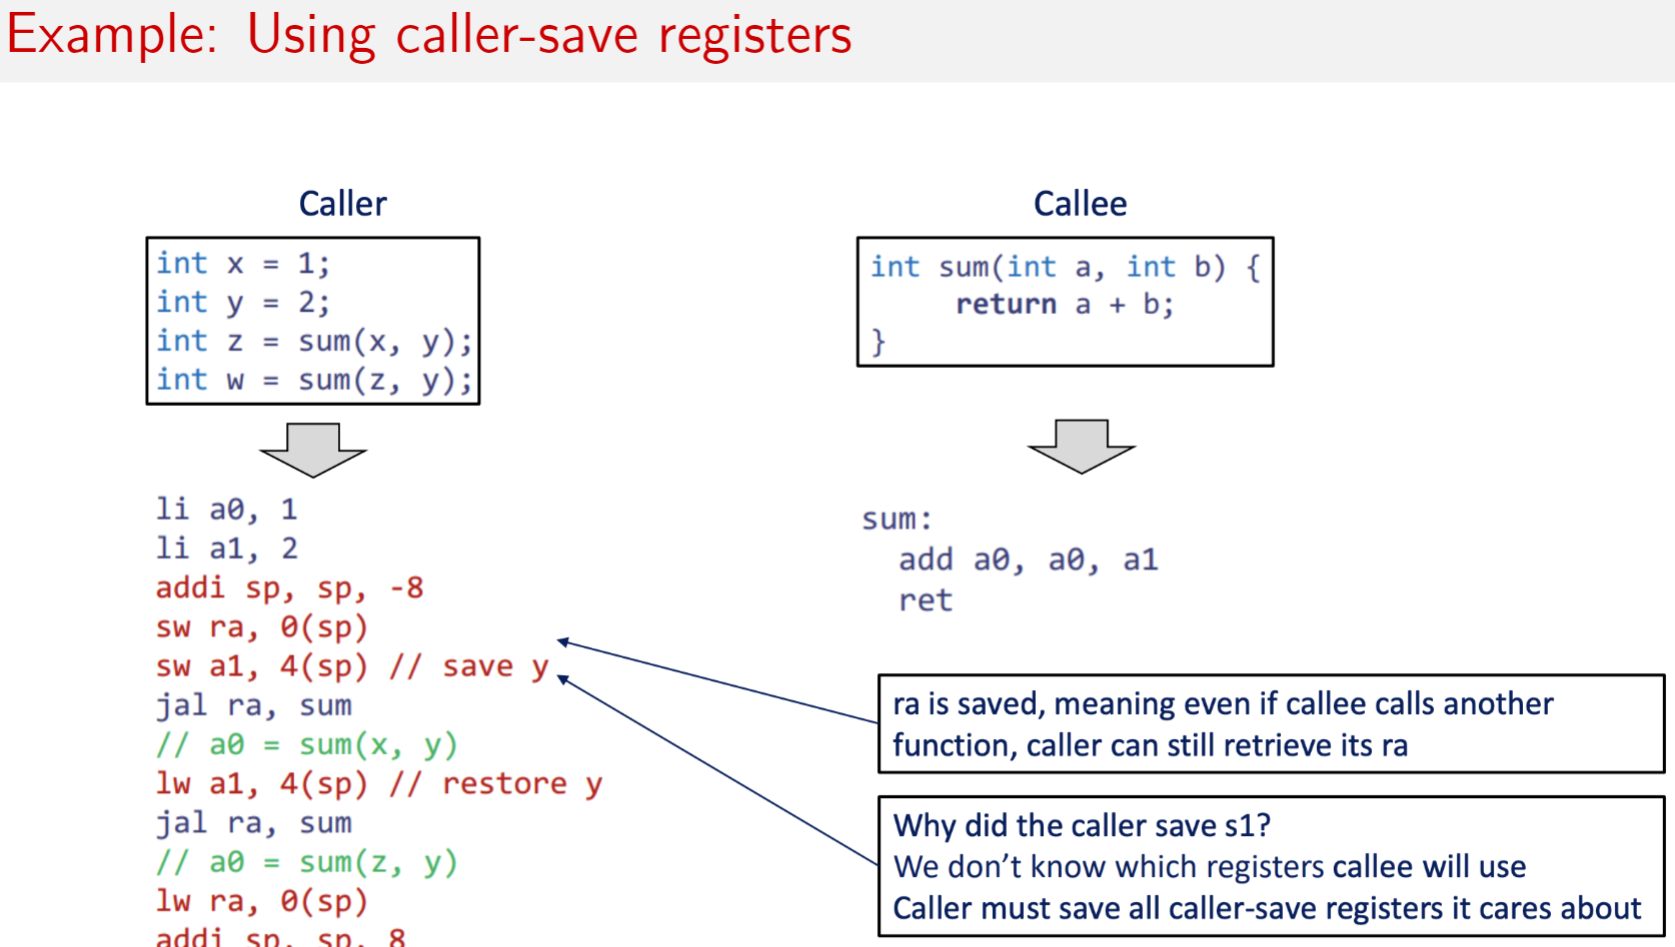 Example: Using caller-save registers
Caller
int x = 1;
int y = 2;
int z = sum(x, y);
int w = sum(z, y);
li a0, 1
li a1, 2
addi sp, sp, -8
sw ra, 0(sp)
sw a1, 4(sp) // save y
jal ra, sum
// a0 = sum(x, y)
lw a1, 4(sp) // restore y
jal ra, sum
// a0 = sum(z, y)
lw ra, 0(sp)
addi sp, sp, 8
Callee
int sum(int a, int b) {
return a + b;
}
sum:
add a0, a0, a1
ret
ra is saved, meaning even if callee calls another
function, caller can still retrieve its ra
Why did the caller save s1?
We don’t know which registers callee will use
Caller must save all caller-save registers it cares about